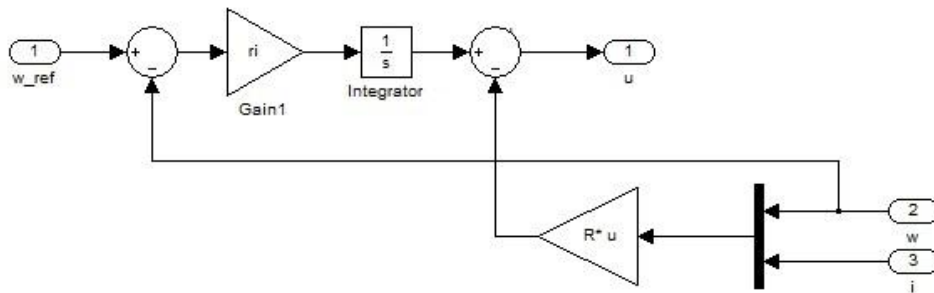 1
w_ref
+
−
ri
Gain1
1
s
Integrator
+
−
1
u
R* u
2
w
3
i